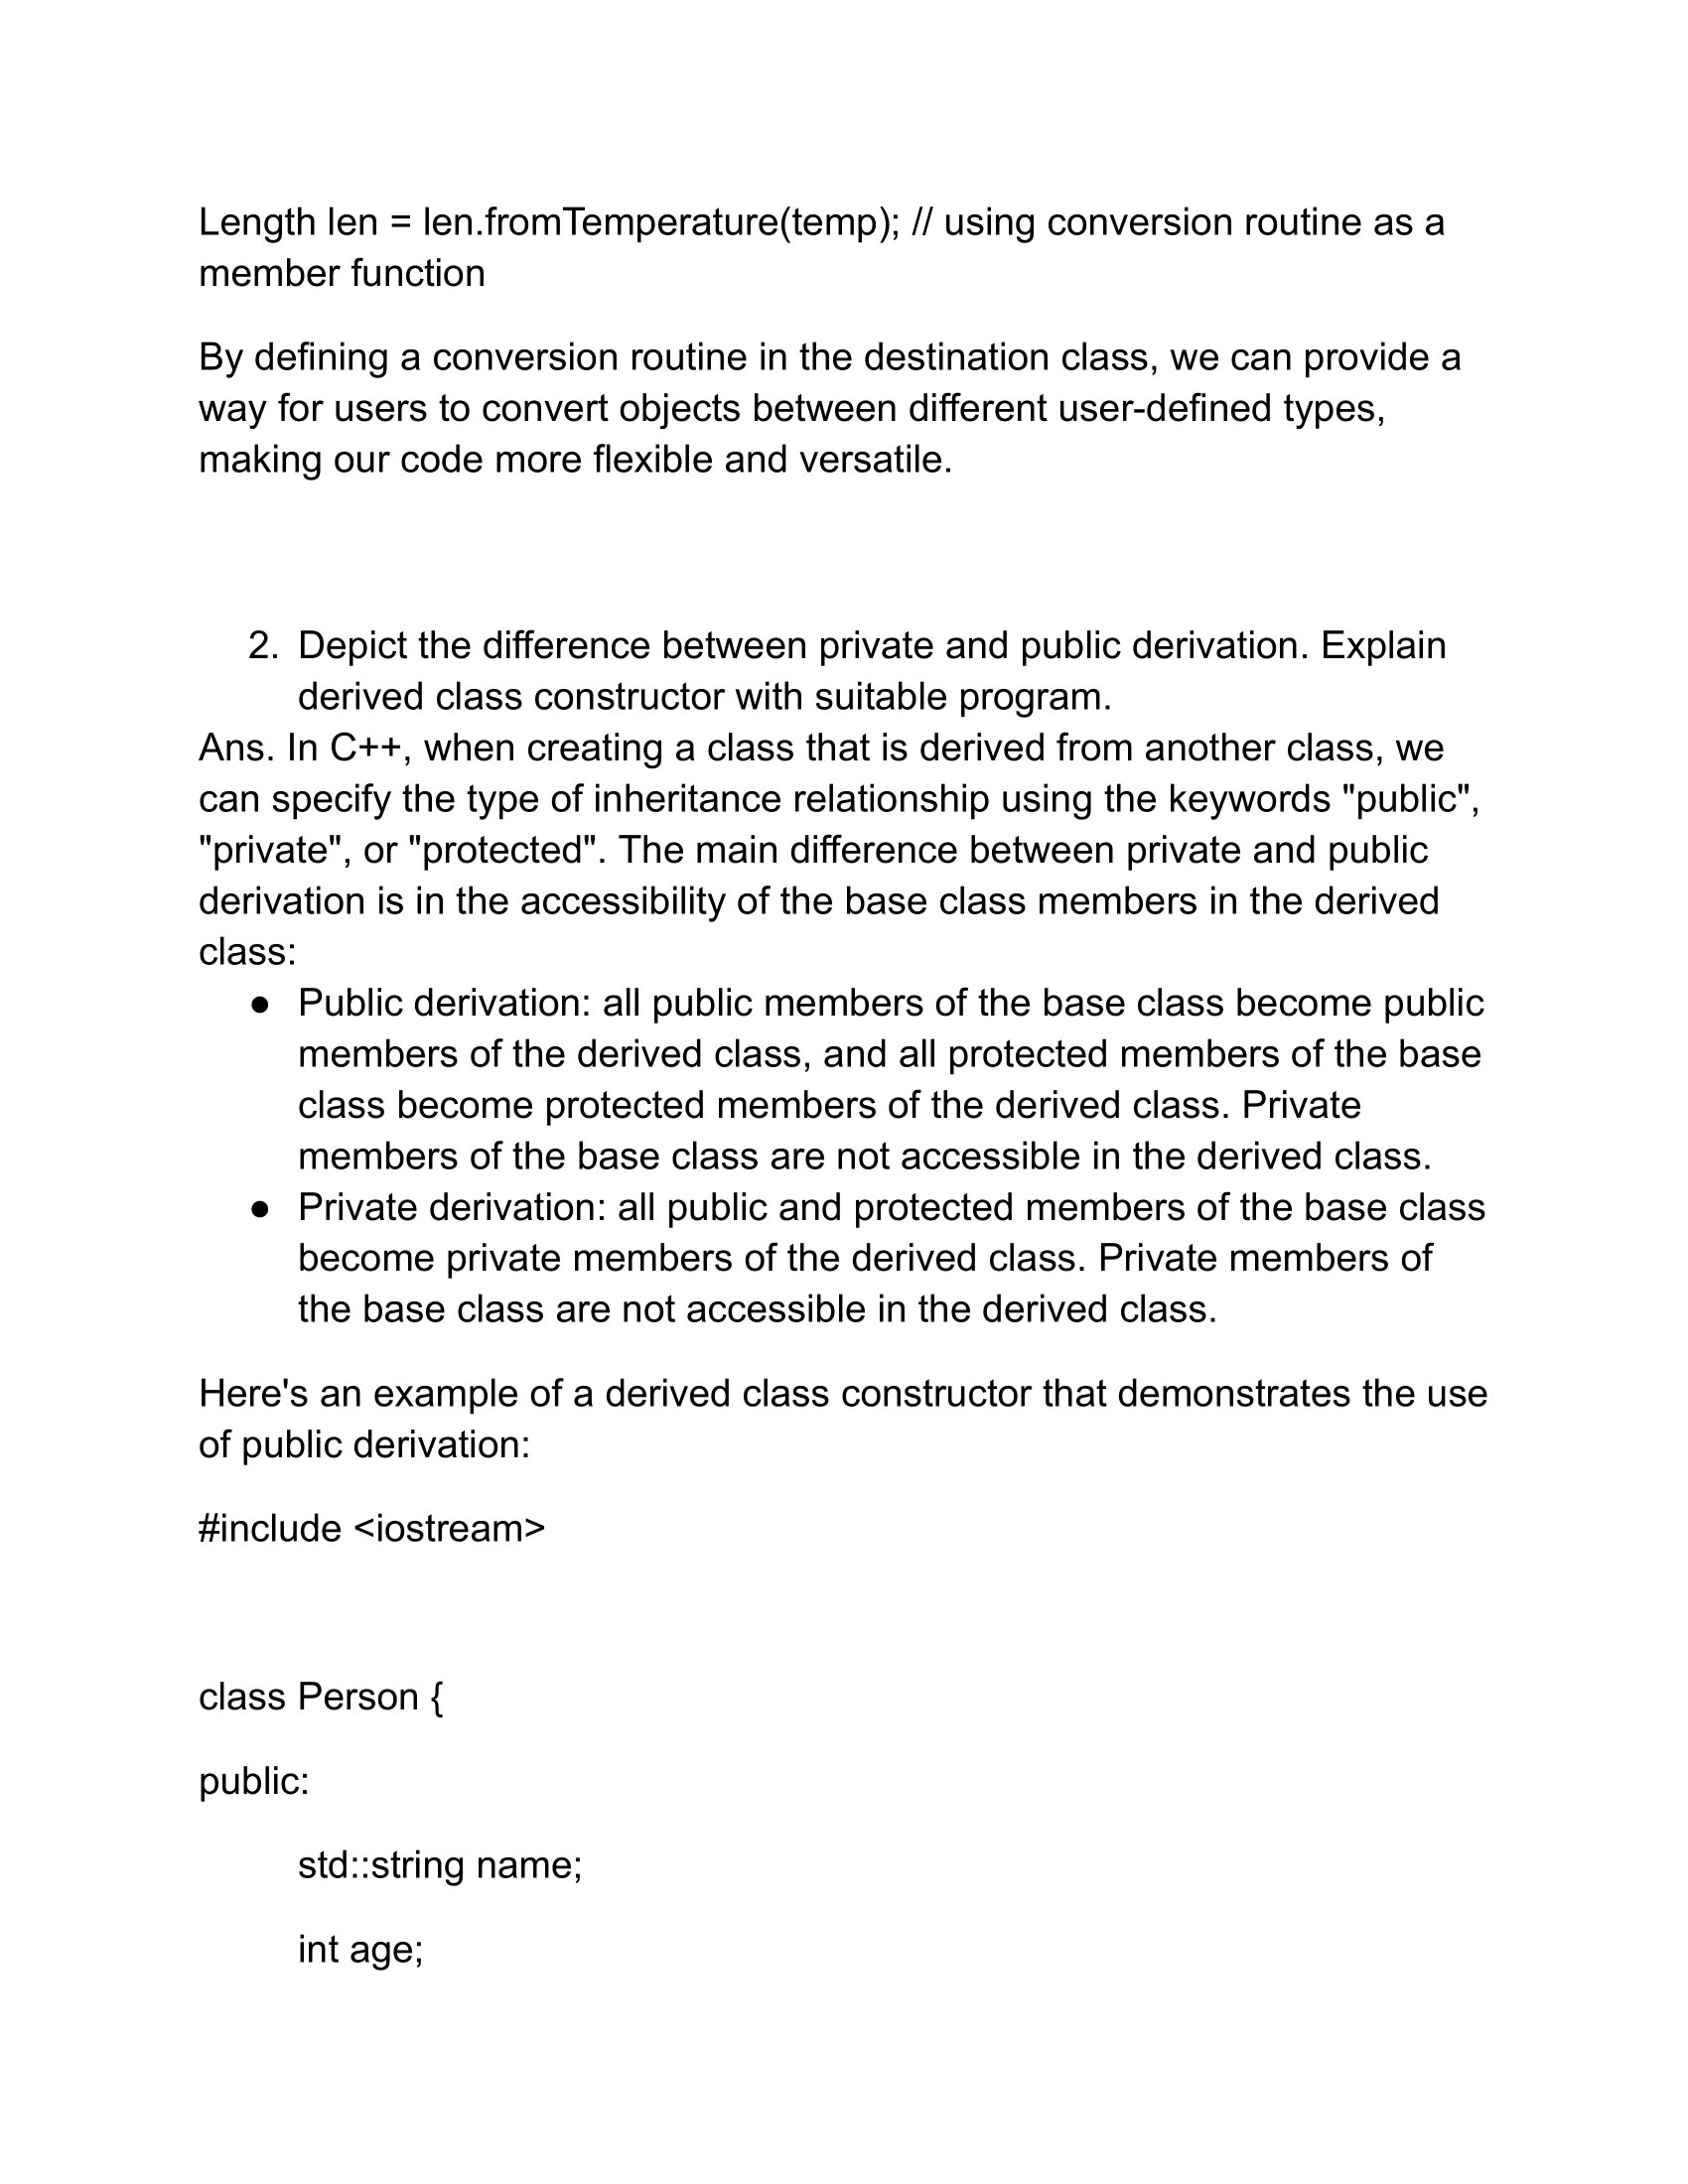 Length len = len.fromTemperature(temp); // using conversion routine as a
member function
By defining a conversion routine in the destination class, we can provide a
way for users to convert objects between different user-defined types,
making our code more flexible and versatile.
2. Depict the difference between private and public derivation. Explain
derived class constructor with suitable program.
Ans. In C++, when creating a class that is derived from another class, we
can specify the type of inheritance relationship using the keywords "public",
"private", or "protected". The main difference between private and public
derivation is in the accessibility of the base class members in the derived
class:
● Public derivation: all public members of the base class become public
members of the derived class, and all protected members of the base
class become protected members of the derived class. Private
members of the base class are not accessible in the derived class.
● Private derivation: all public and protected members of the base class
become private members of the derived class. Private members of
the base class are not accessible in the derived class.
Here's an example of a derived class constructor that demonstrates the use
of public derivation:
#include <iostream>
class Person {
public:
std::string name;
int age;